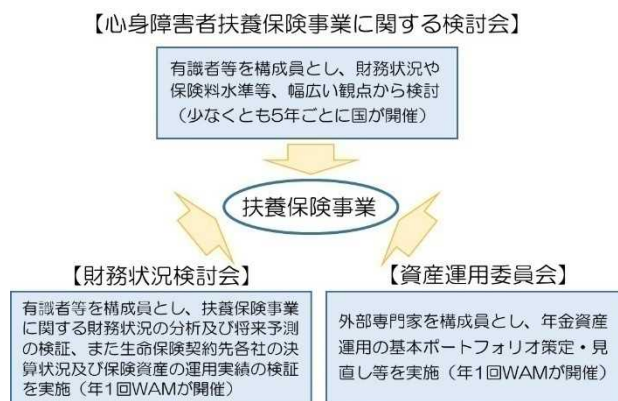 【心身障害者扶養保険事業に関する検討会】
有識者等を構成員とし、財務状況や
保険料水準等、幅広い観点から検討
（少なくとも5年ごとに国が開催）
扶養保険事業
【財務状況検討会】
有識者等を構成員とし、扶養保険事業
に関する財務状況の分析及び将来予測
の検証、また生命保険契約先各社の決
算状況及び保険資産の運用実績の検証
を実施（年1回WAMが開催）
【資産運用委員会】
外部専門家を構成員とし、年金資産
運用の基本ポートフォリオ策定・見
直し等を実施（年1回WAMが開催）